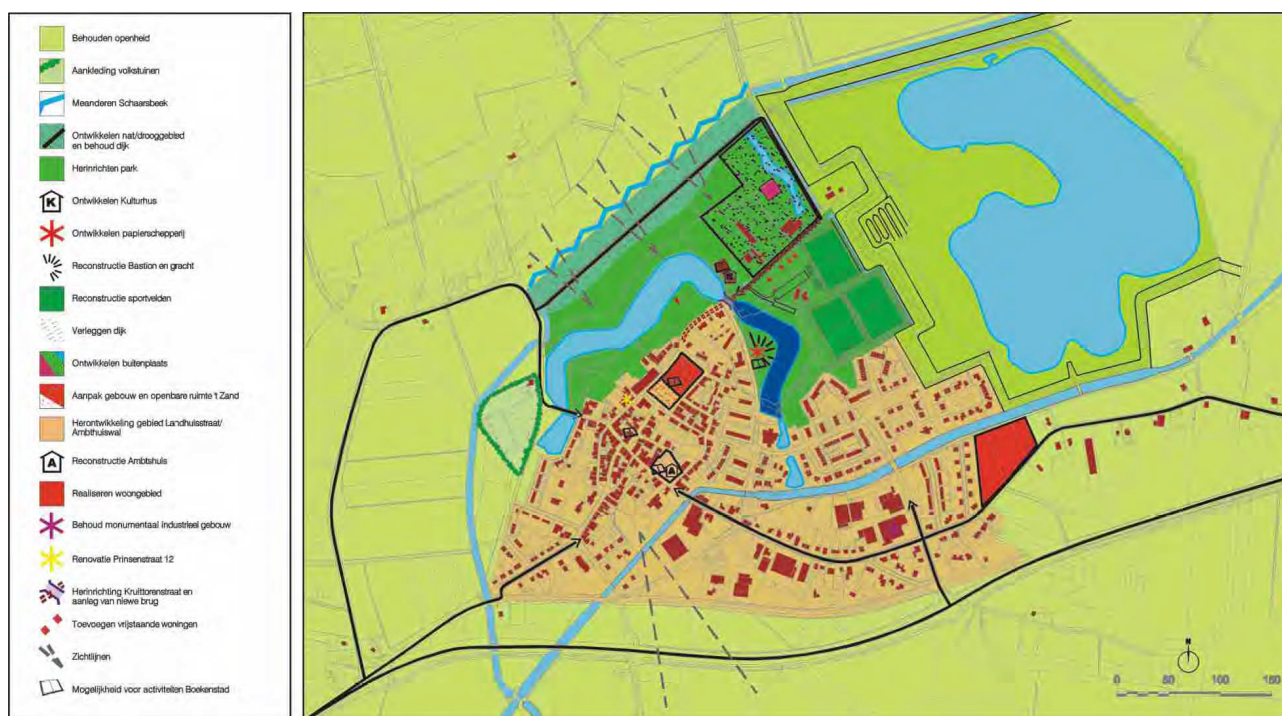 Behouden openheid
Aankleding volkstuinen
Meanderen Schaarsbeek
Ontwikkelen nat/drooggebied
en behoud dijk
Herinrichten park
K
Ontwikkelen Kulturhus
Ontwikkelen papierschepperij
Reconstructie Bastion en gracht
Reconstructie sportvelden
Verleggen dijk
Ontwikkelen buitenplaats
Aanpak gebouw en openbare ruimte 't Zand
Herontwikkeling gebied Landhuisstraat/
Ambthuiswal
A
Reconstructie Ambtshuis
Realiseren woongebied
Behoud monumentaal industrieel gebouw
Renovatie Prinsenstraat 12
Herinrichting Kruittorenstraat en
aanleg van niewe brug
Toevoegen vrijstaande woningen
Zichtlijnen
Mogelijkheid voor activiteiten Boekenstad
K
A
N
0 50 100 150